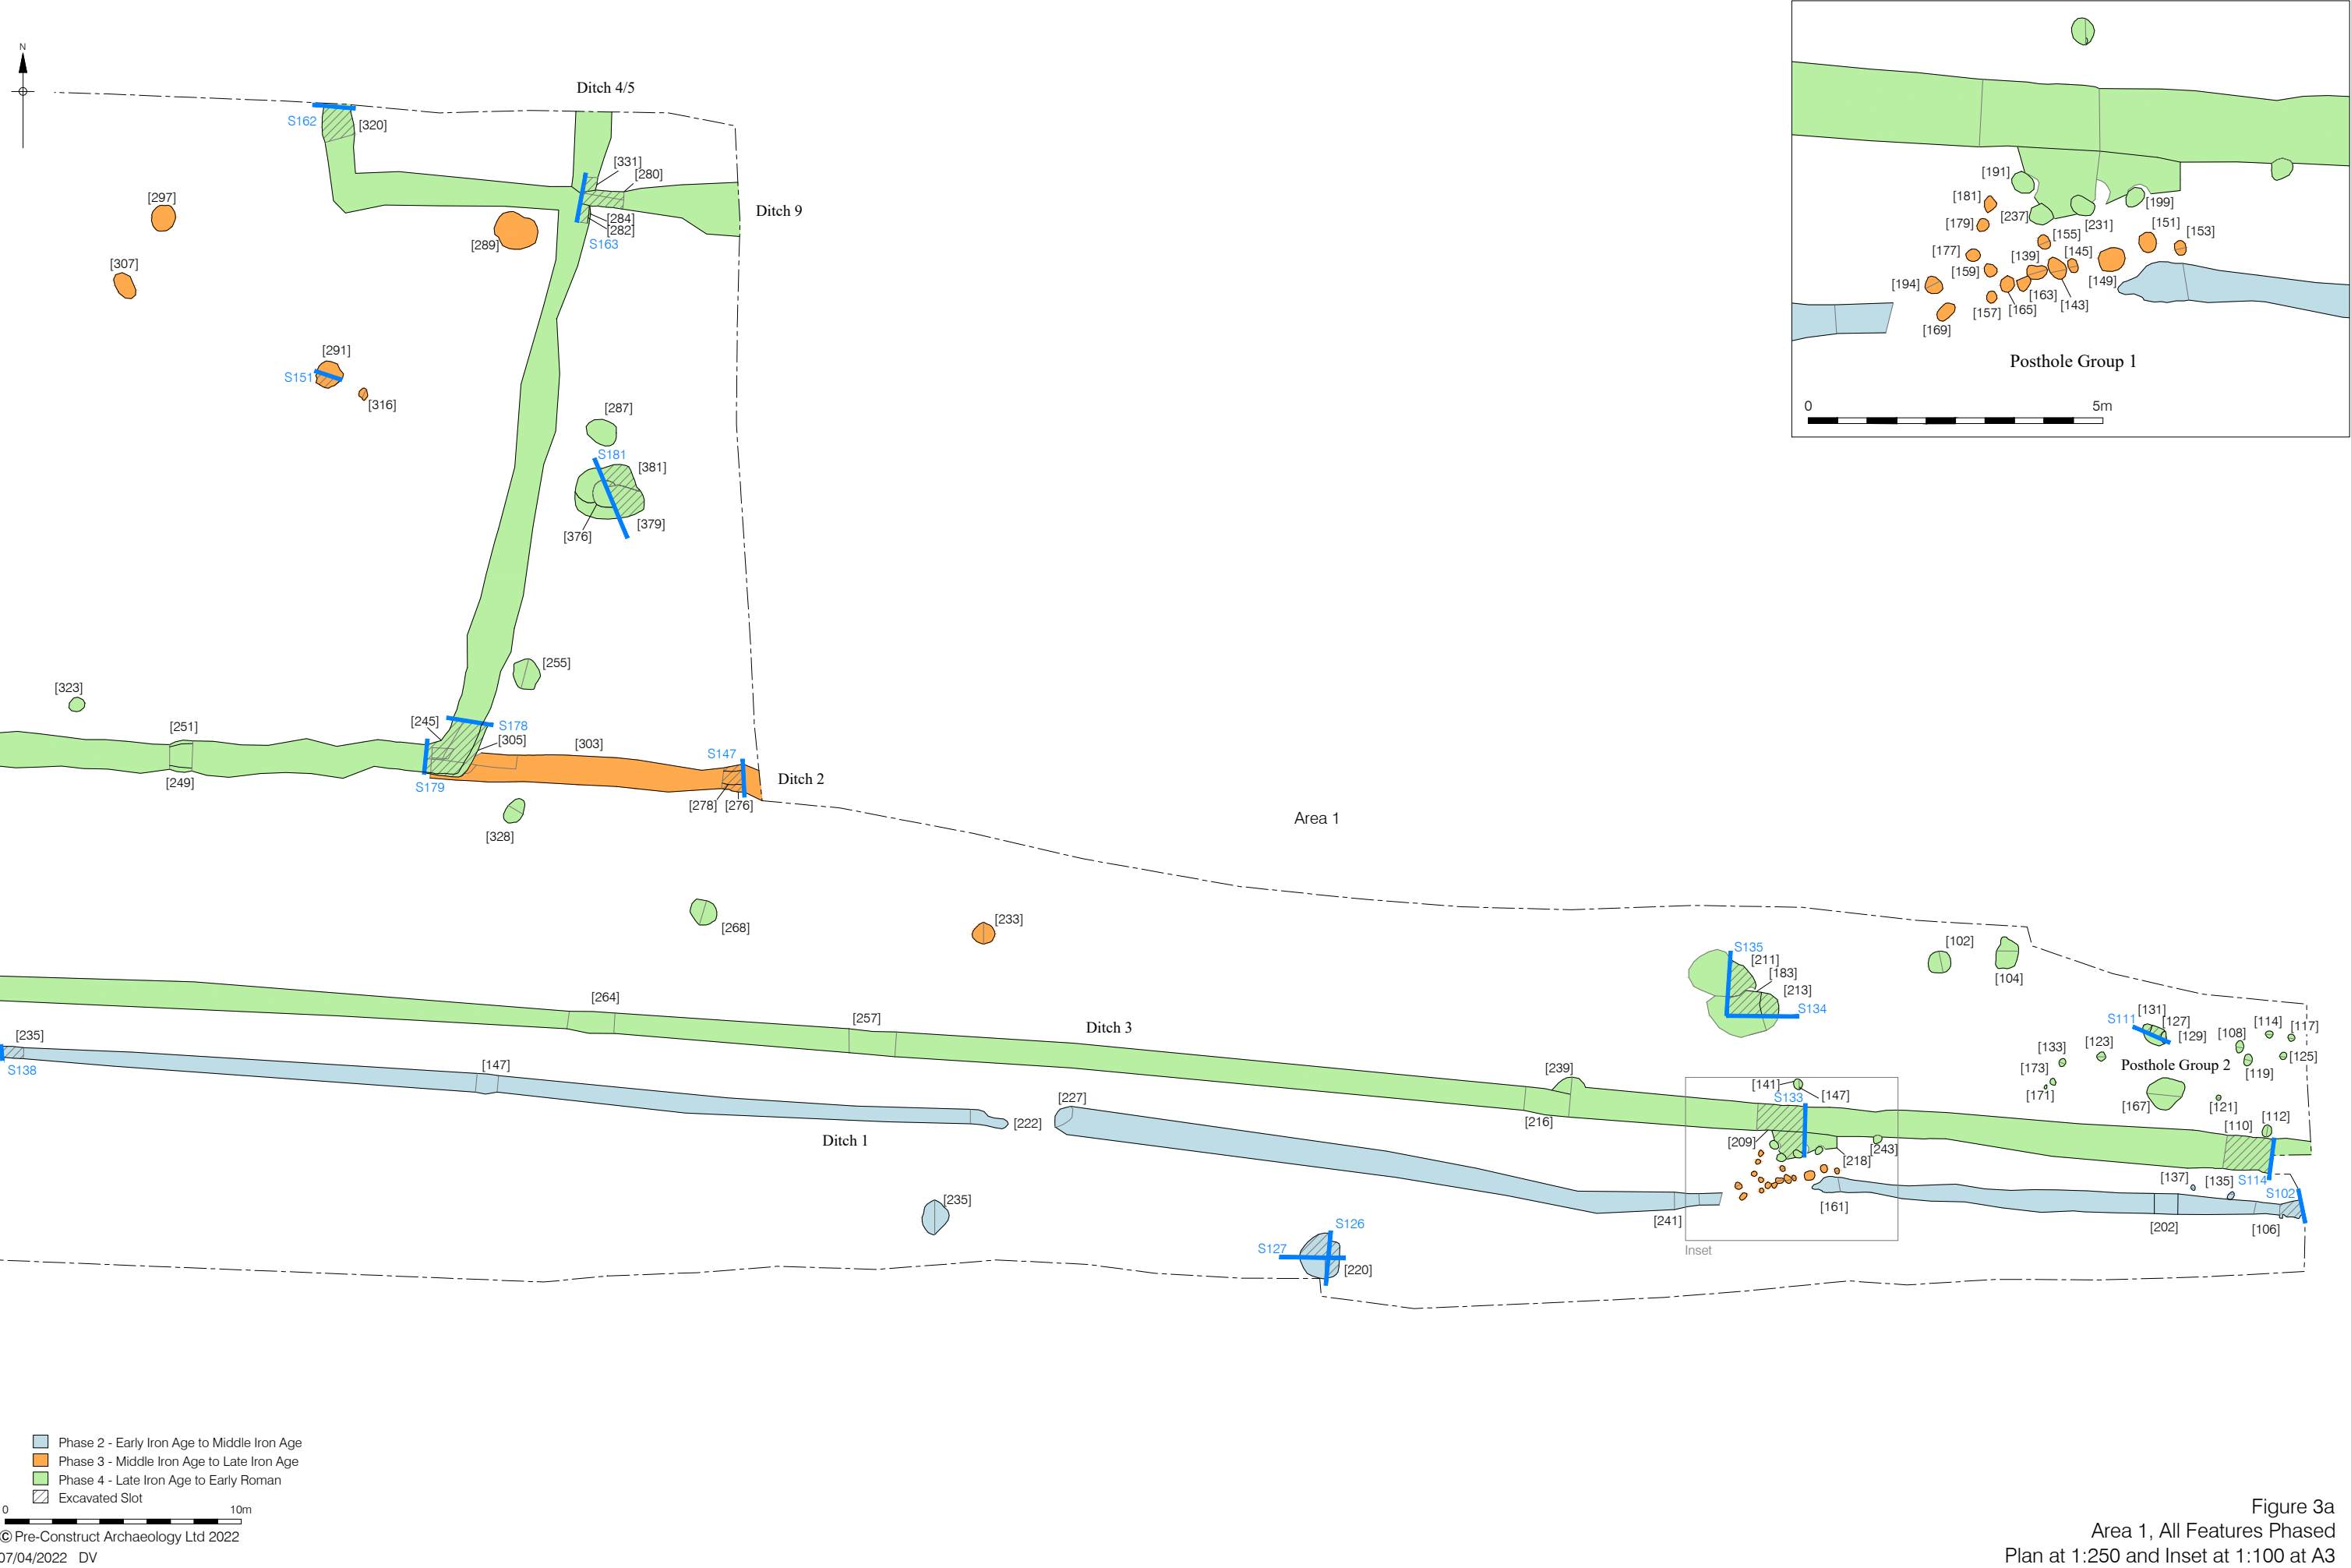 N
Ditch 4/5
S162
[320]
[331]
[280]
[297]
Ditch 9
[284]
[282]
[289]
S163
[307]
[291]
S151
[316]
[287]
S181
[381]
[379]
[376]
[255]
[323]
[251]
[245]
S178
[305]
[303]
S147
Ditch 2
[249]
S179
[278]
[276]
[328]
Area 1
[268]
[233]
S135
[211]
[183]
[213]
S134
[102]
[104]
[264]
[257]
Ditch 3
[131]
S111
[127]
[129]
[108]
[114]
[117]
[133]
[123]
[125]
Posthole Group 2
[119]
[173]
[171]
[167]
[121]
[112]
[110]
[235]
S138
[147]
[239]
[216]
[141]
[147]
S133
[227]
[222]
Ditch 1
[209]
[243]
[218]
[137]
[135]
S114
S102
[161]
[241]
[202]
[106]
[235]
S126
S127
[220]
Inset
[191]
[181]
[199]
[237]
[231]
[179]
[151]
[153]
[155]
[177]
[139]
[145]
[159]
[149]
[194]
[163]
[143]
[157]
[165]
[169]
Posthole Group 1
0 5m
Phase 2 - Early Iron Age to Middle Iron Age
Phase 3 - Middle Iron Age to Late Iron Age
Phase 4 - Late Iron Age to Early Roman
Excavated Slot
0 10m
© Pre-Construct Archaeology Ltd 2022
07/04/2022 DV
Figure 3a
Area 1, All Features Phased
Plan at 1:250 and Inset at 1:100 at A3